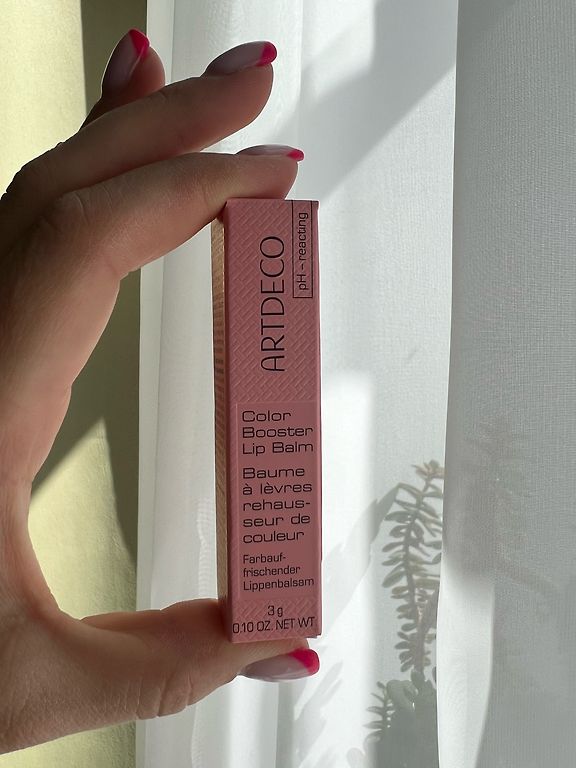 ARTDECO
pH - reacting
Color
Booster
Lip Balm
Baume
à lèvres
rehaus-
seur de
couleur
Farbauf-
frischender
Lippenbalsam
3 g
0.10 OZ. NET WT